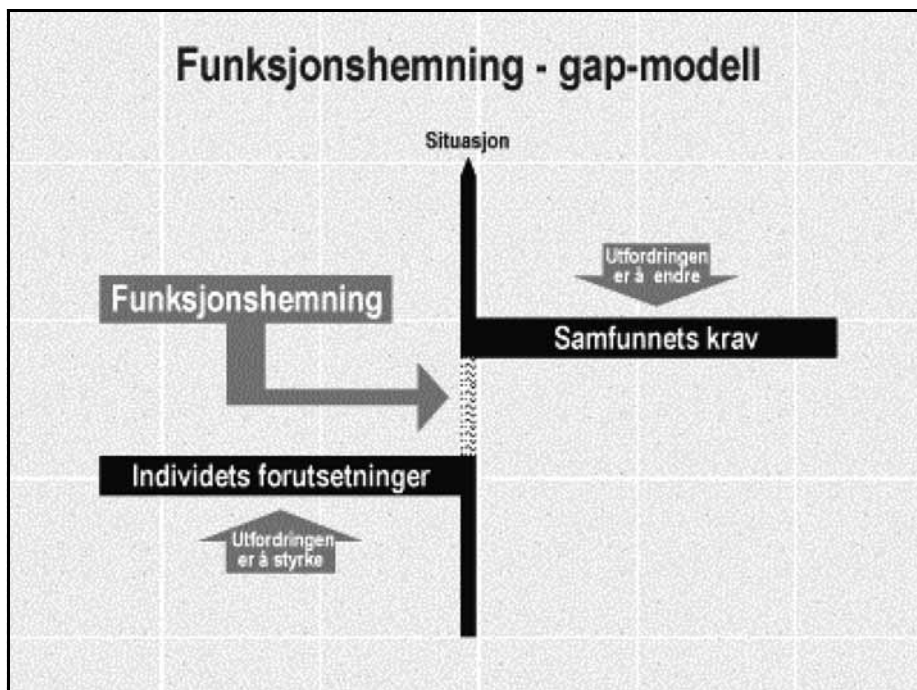 Funksjonshemning - gap-modell
Situasjon
Utfordringen
er å endre
Funksjonshemning
Samfunnets krav
Individets forutsetninger
Utfordringen
er å styrke